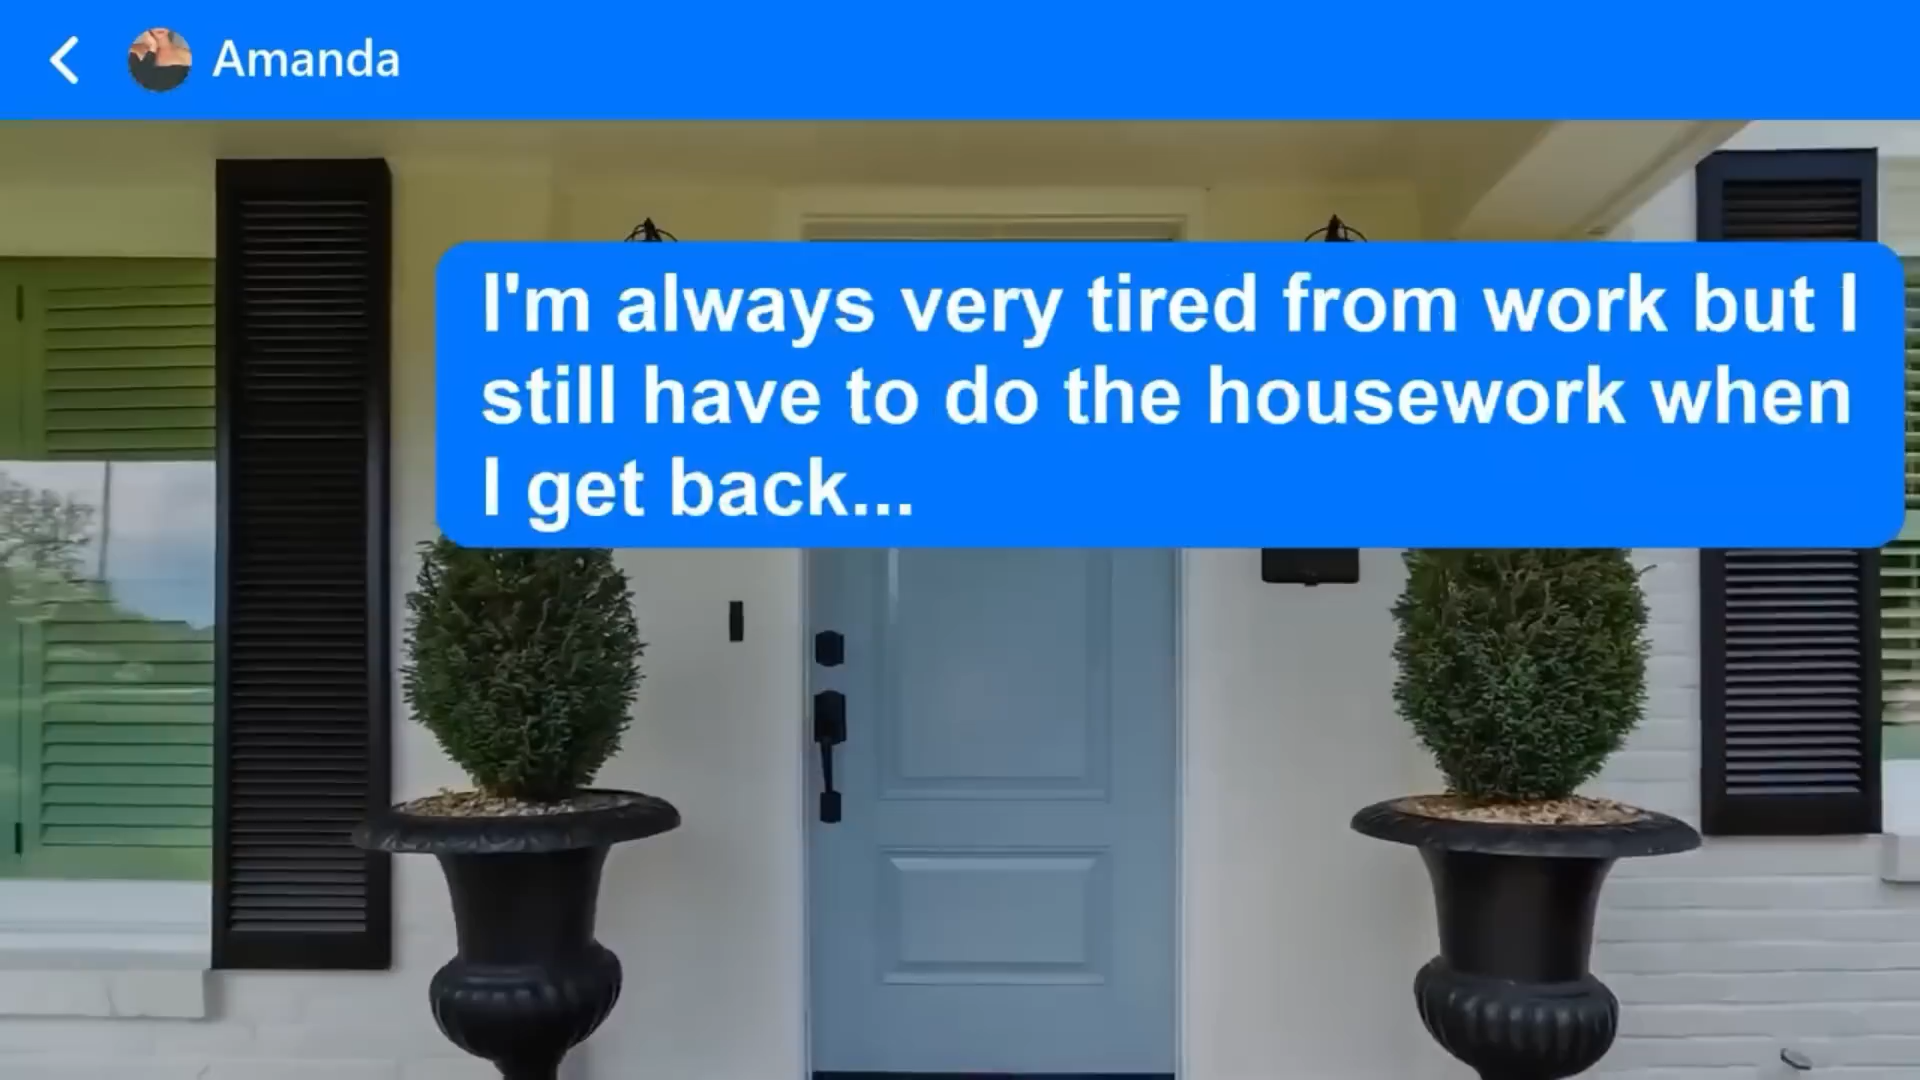 Amanda
I'm always very tired from work but I
still have to do the housework when
I get back...